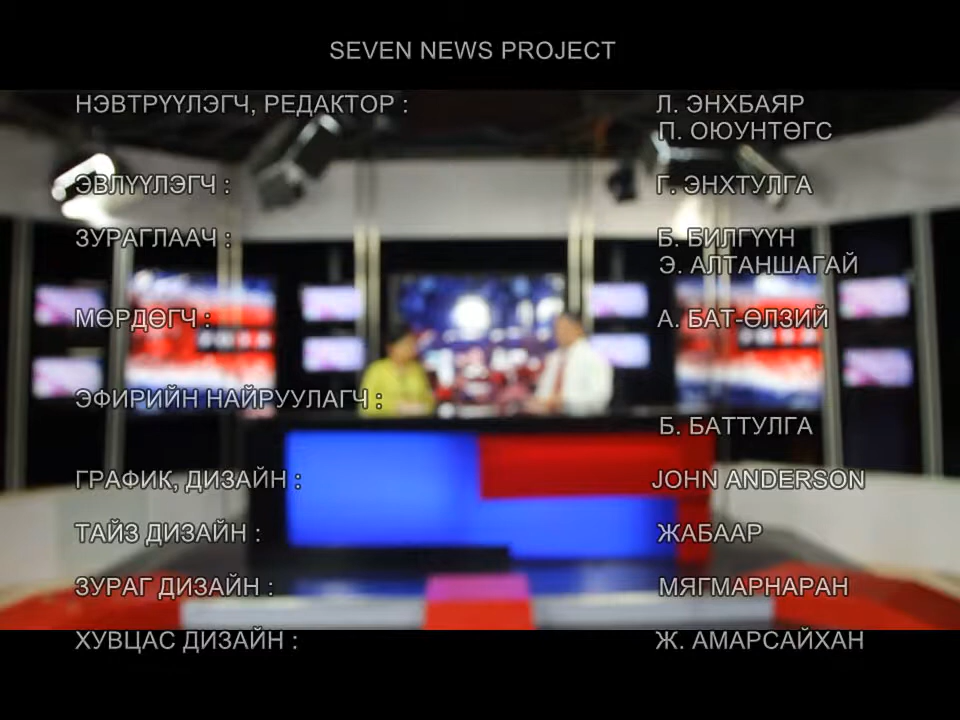 SEVEN NEWS PROJECT
НЭВТРҮҮЛЭГЧ, РЕДАКТОР : Л. ЭНХБАЯР
П. ОЮУНТӨГС
ЭВЛҮҮЛЭГЧ : Г. ЭНХТУЛГА
ЗУРАГЛААЧ : Б. БИЛГҮҮН
Э. АЛТАНШАГАЙ
МӨРДӨГЧ : А. БАТ-ӨЛЗИЙ
ЭФИРИЙН НАЙРУУЛАГЧ :
Б. БАТТУЛГА
ГРАФИК, ДИЗАЙН : JOHN ANDERSON
ТАЙЗ ДИЗАЙН : ЖАБААР
ЗУРАГ ДИЗАЙН : МЯГМАРНАРАН
ХУВЦАС ДИЗАЙН : Ж. АМАРСАЙХАН